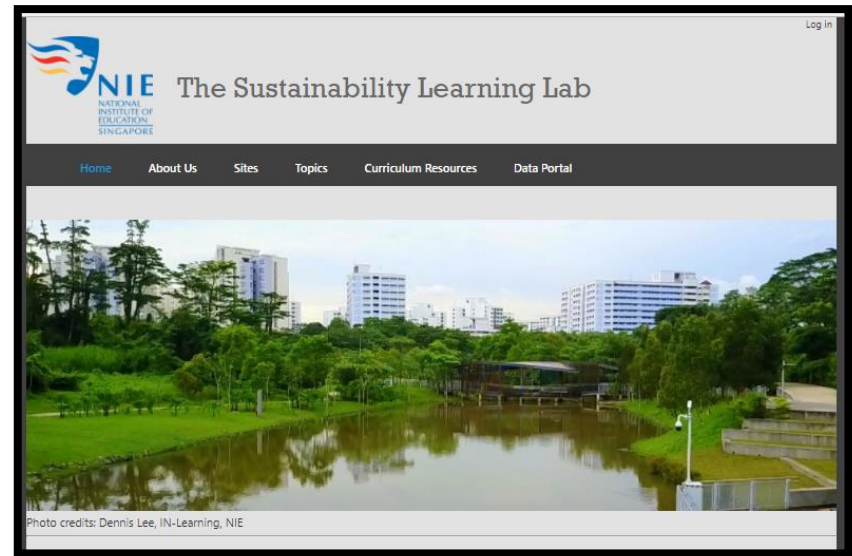 Log in
NIE
NATIONAL
INSTITUTE OF
EDUCATION
SINGAPORE
The Sustainability Learning Lab
Home About Us Sites Topics Curriculum Resources Data Portal
Photo credits: Dennis Lee, IN-Learning, NIE